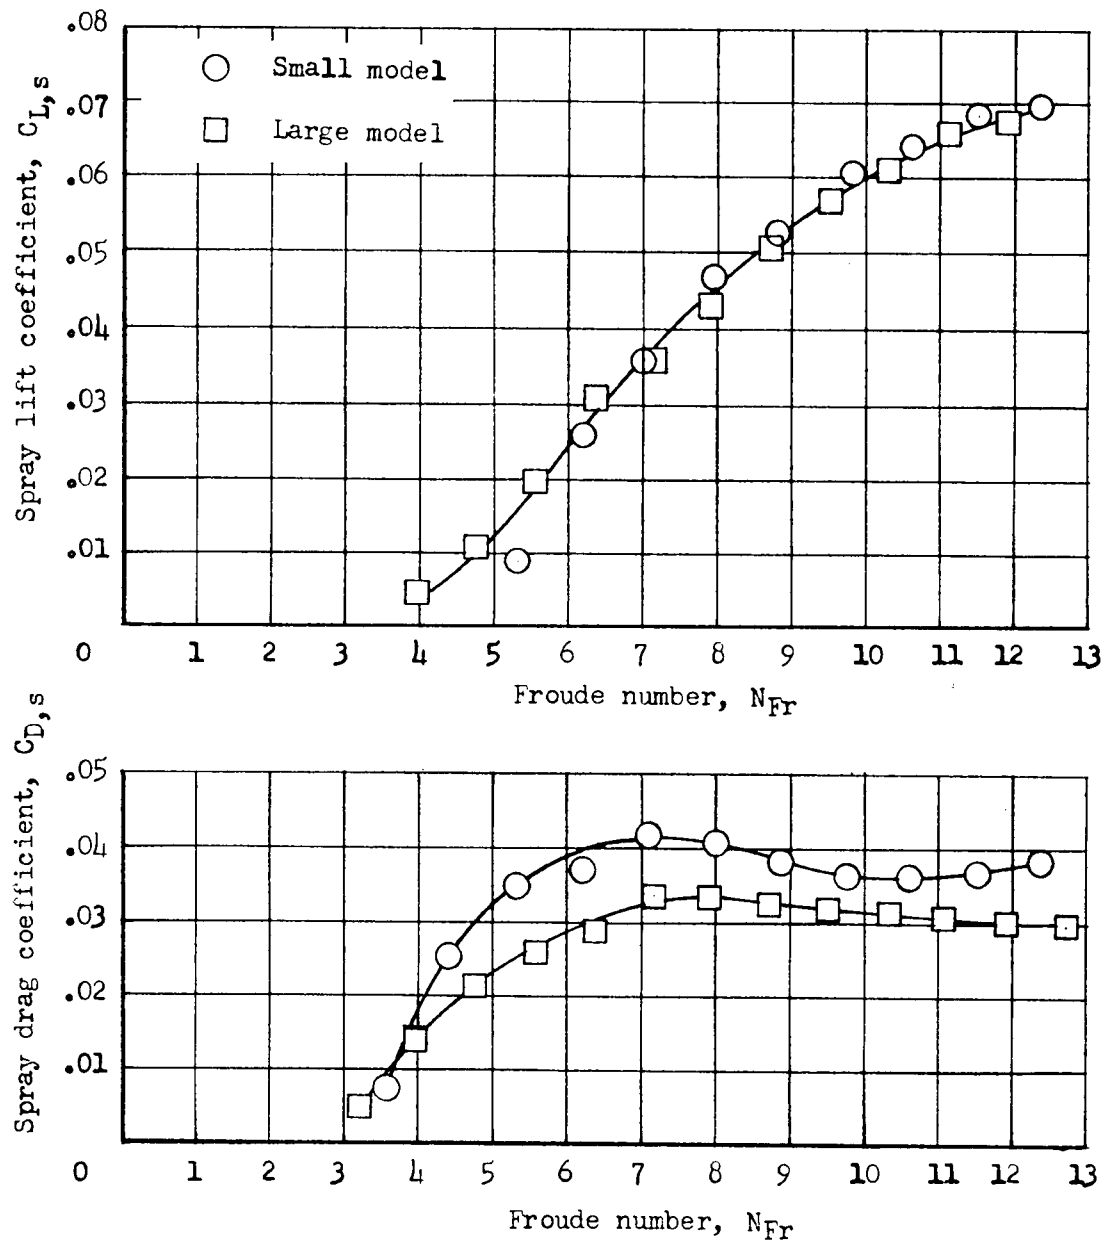 Spray lift coefficient, C_L,s
.08
.07
.06
.05
.04
.03
.02
.01
Small model
Large model
0 1 2 3 4 5 6 7 8 9 10 11 12 13
Froude number, N_Fr
Spray drag coefficient, C_D,s
.05
.04
.03
.02
.01
0 1 2 3 4 5 6 7 8 9 10 11 12 13
Froude number, N_Fr